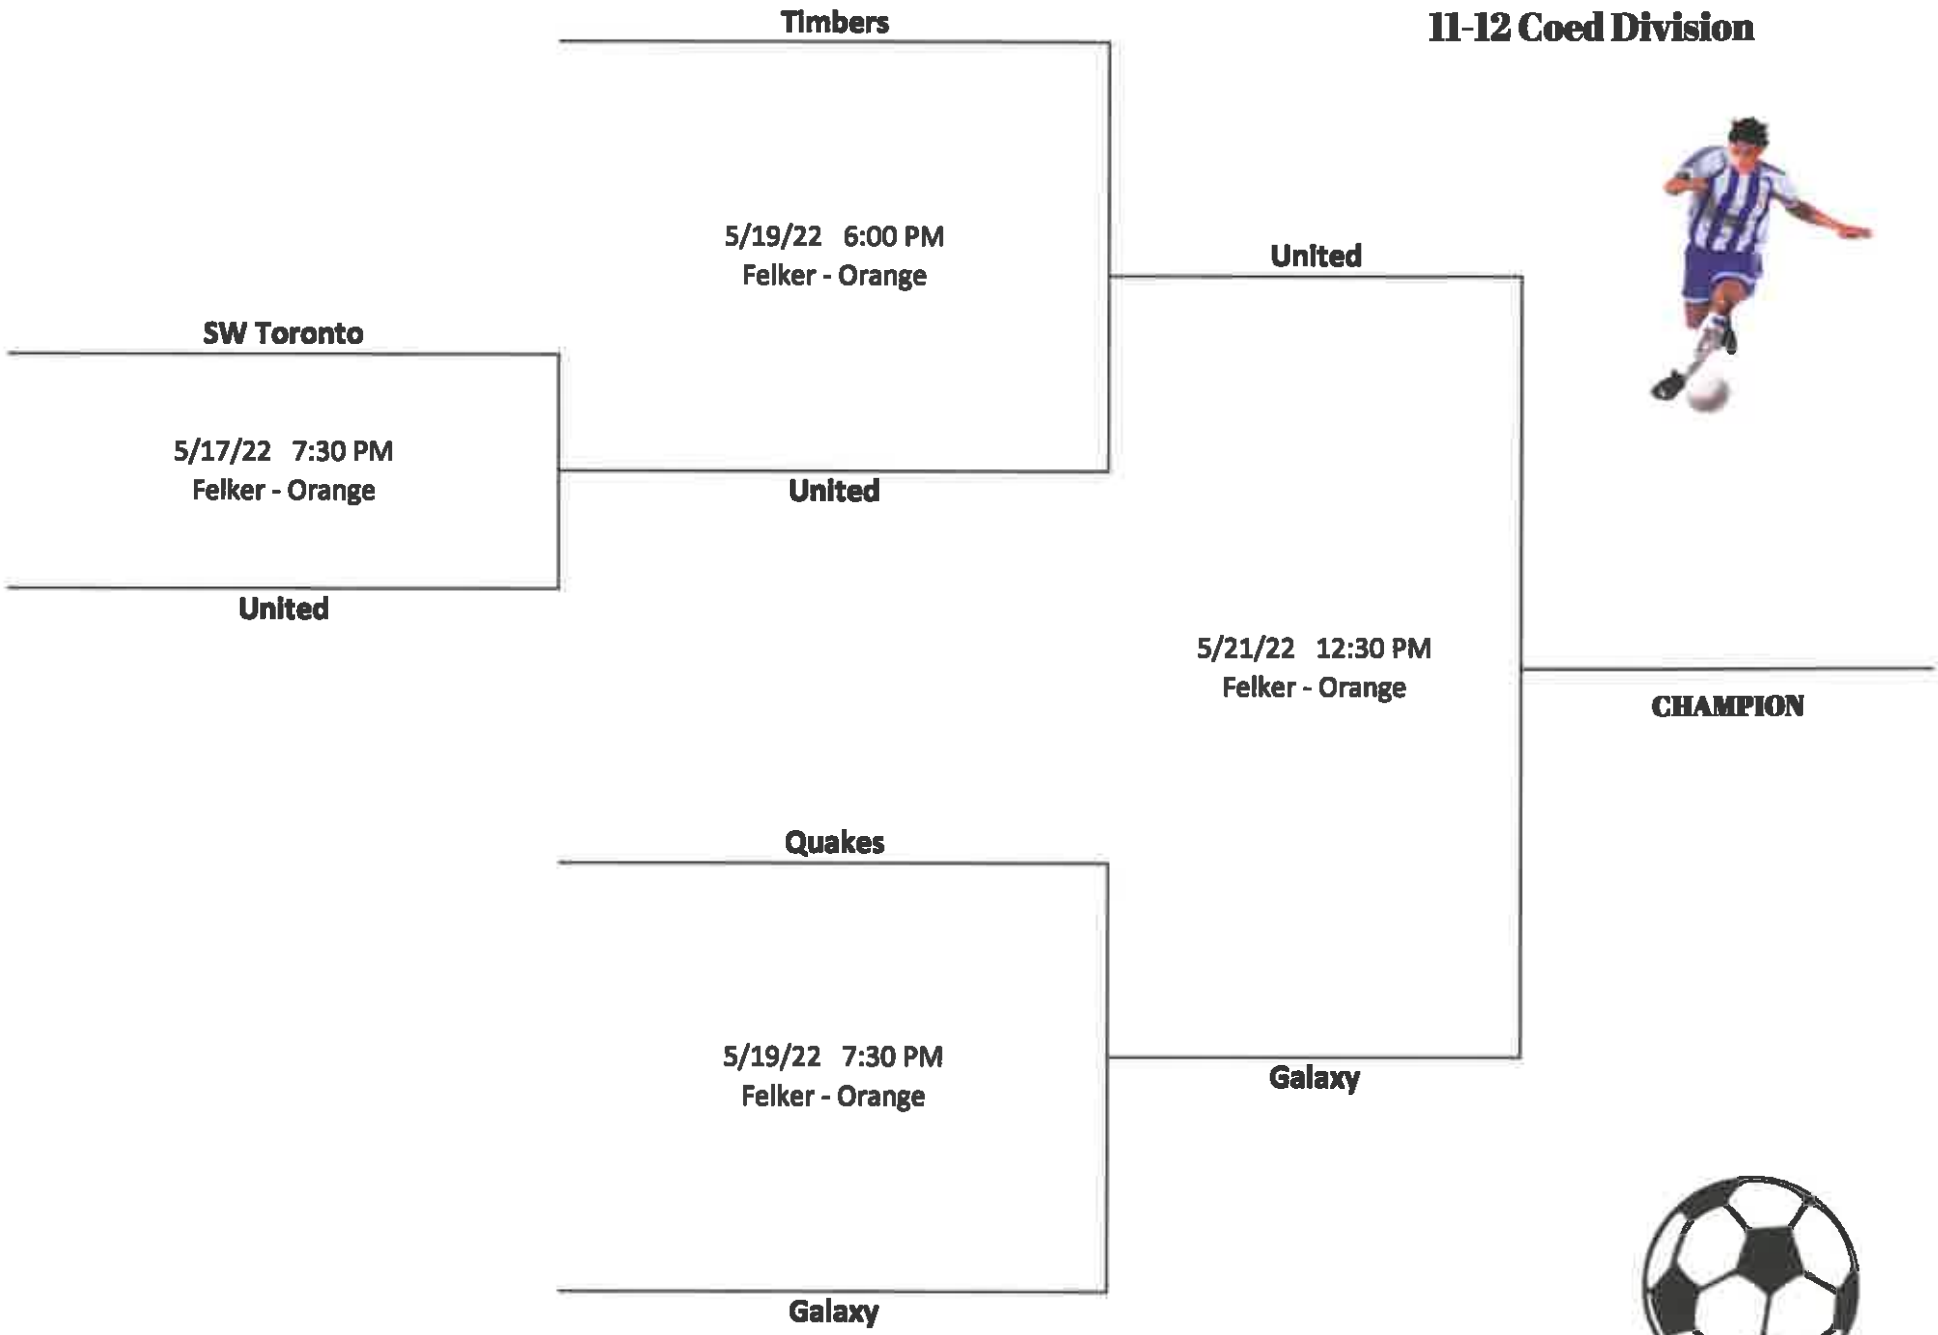 Timbers
11-12 Coed Division
5/19/22 6:00 PM
Felker - Orange
United
SW Toronto
5/17/22 7:30 PM
Felker - Orange
United
United
5/21/22 12:30 PM
Felker - Orange
CHAMPION
Quakes
5/19/22 7:30 PM
Felker - Orange
Galaxy
Galaxy